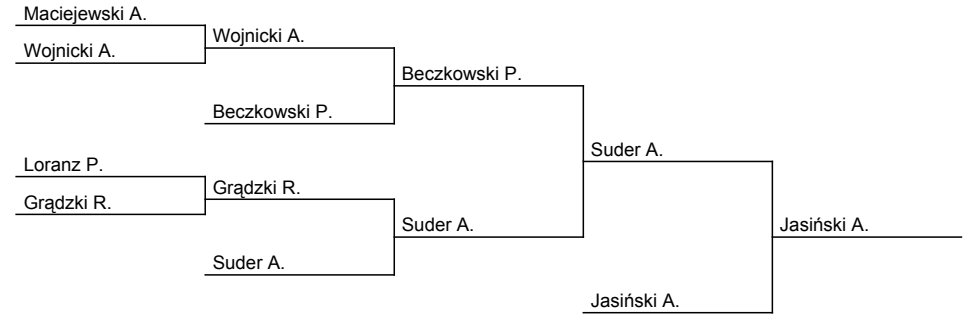 Maciejewski A.
Wojnicki A.
Wojnicki A.
Beczkowski P.
Beczkowski P.
Loranz P.
Grądzki R.
Grądzki R.
Suder A.
Suder A.
Suder A.
Jasiński A.
Jasiński A.